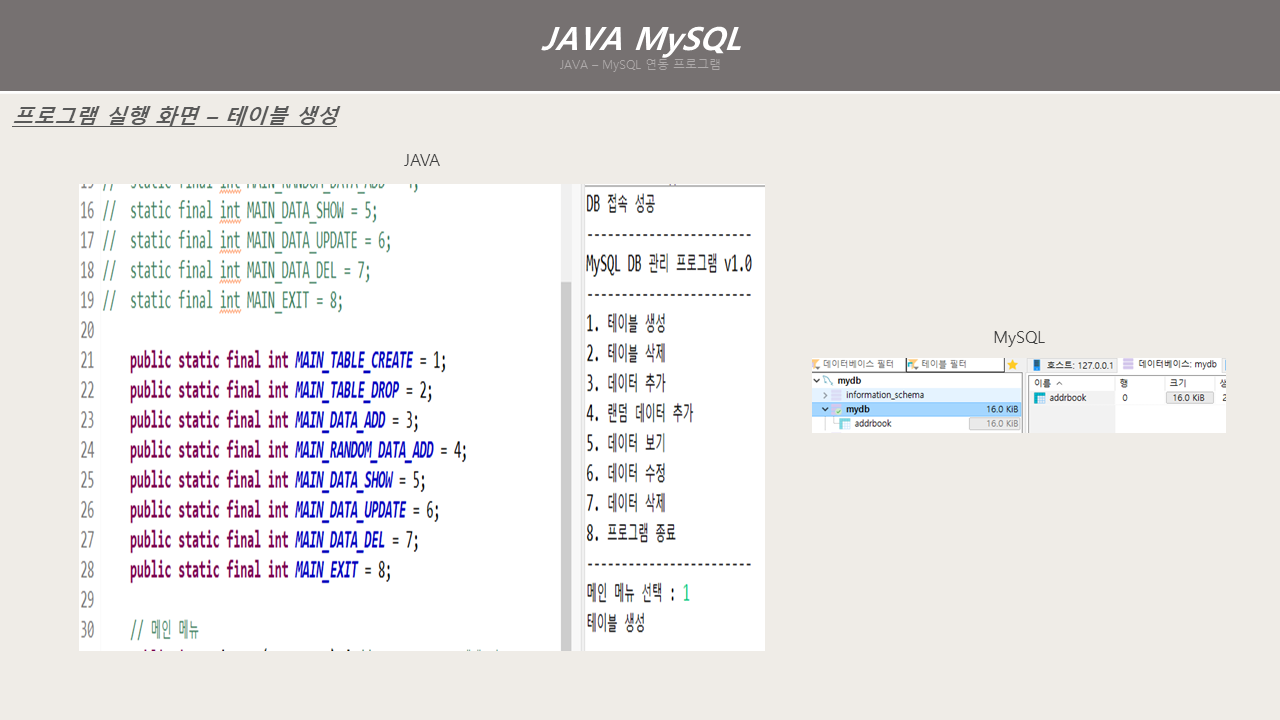 JAVA MySQL
JAVA – MySQL 연동 프로그램
프로그램 실행 화면 – 테이블 생성
JAVA
16 // static final int MAIN_DATA_SHOW = 5;
17 // static final int MAIN_DATA_UPDATE = 6;
18 // static final int MAIN_DATA_DEL = 7;
19 // static final int MAIN_EXIT = 8;
20
21 public static final int MAIN_TABLE_CREATE = 1;
22 public static final int MAIN_TABLE_DROP = 2;
23 public static final int MAIN_DATA_ADD = 3;
24 public static final int MAIN_RANDOM_DATA_ADD = 4;
25 public static final int MAIN_DATA_SHOW = 5;
26 public static final int MAIN_DATA_UPDATE = 6;
27 public static final int MAIN_DATA_DEL = 7;
28 public static final int MAIN_EXIT = 8;
29
30 // 메인 메뉴
DB 접속 성공
------------------------
MySQL DB 관리 프로그램 v1.0
------------------------
1. 테이블 생성
2. 테이블 삭제
3. 데이터 추가
4. 랜덤 데이터 추가
5. 데이터 보기
6. 데이터 수정
7. 데이터 삭제
8. 프로그램 종료
------------------------
메인 메뉴 선택 : 1
테이블 생성
MySQL
데이터베이스 필터 테이블 필터
mydb
information_schema
mydb 16.0 KiB
addrbook 16.0 KiB
호스트: 127.0.0.1 데이터베이스: mydb
이름 행 크기
addrbook 0 16.0 KiB